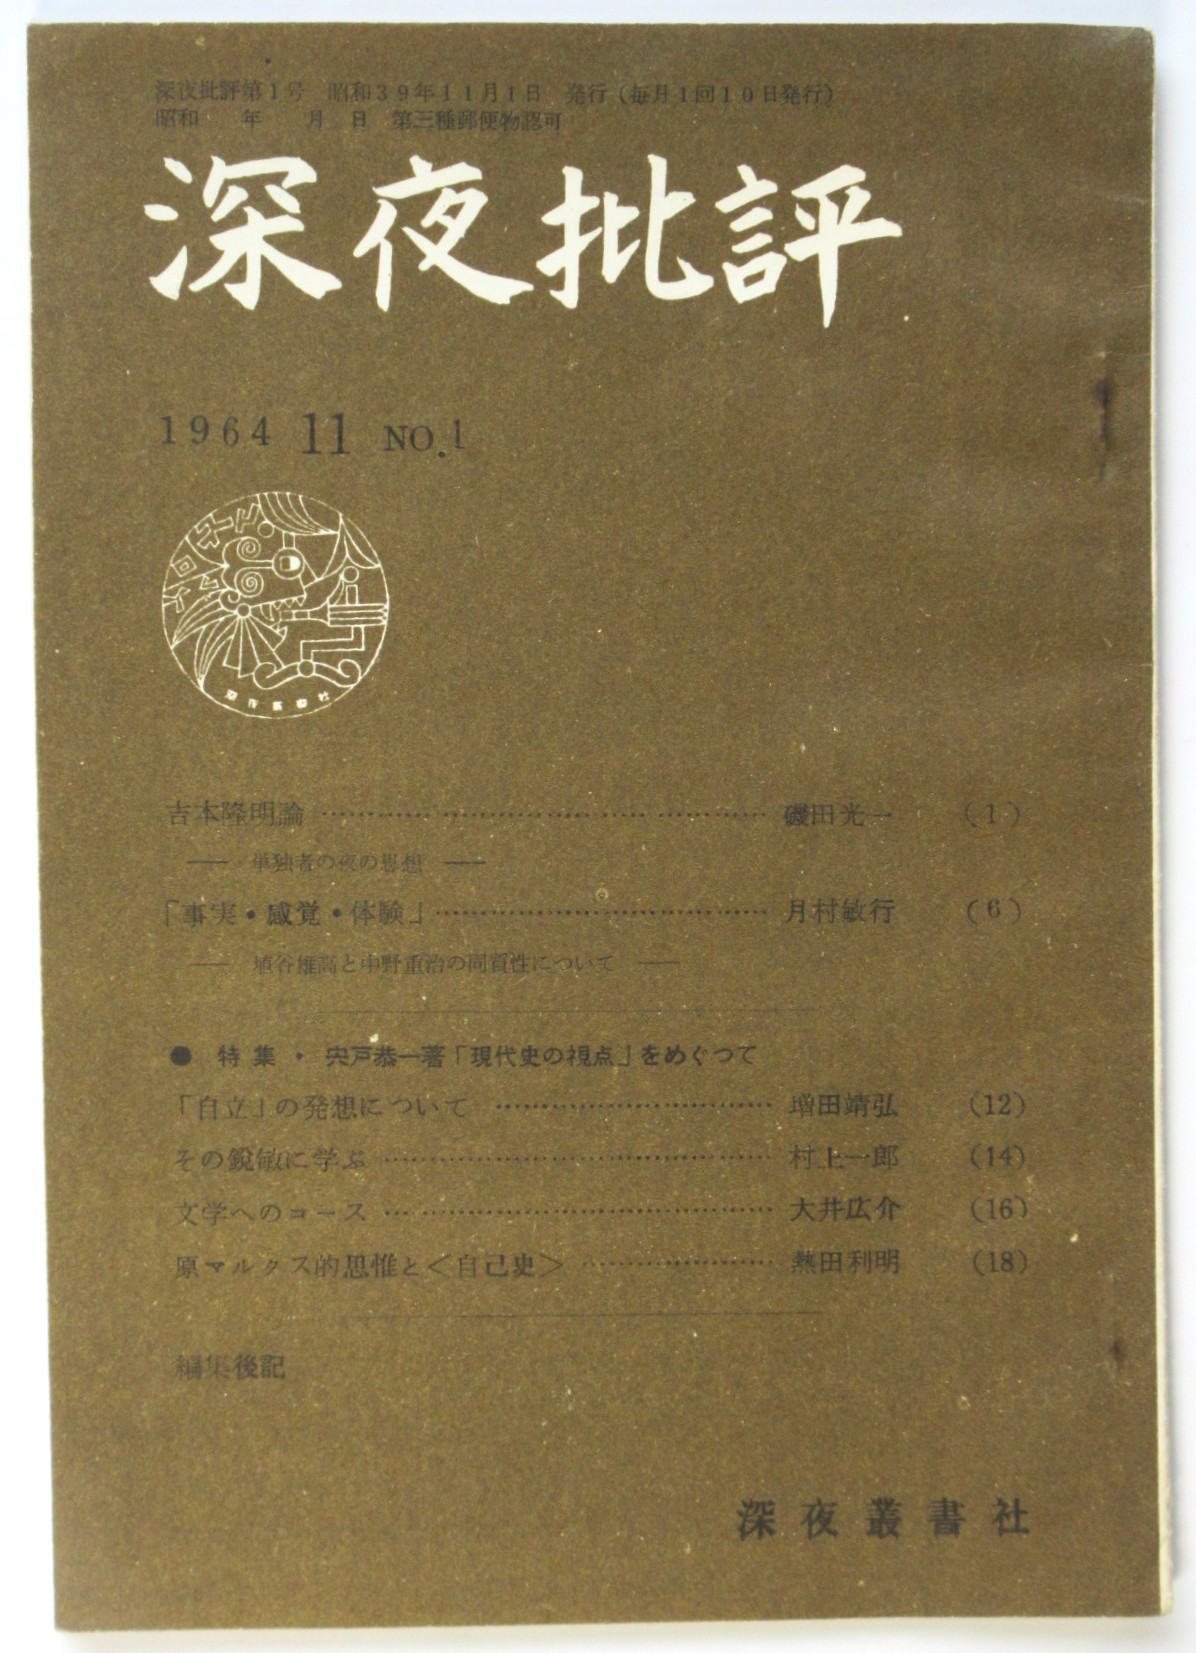 深夜批評第1号 昭和39年11月1日 発行(毎月1回10日発行)
昭和 年 月 日 第三種郵便物認可
深夜批評
1964 11 NO.1
深夜叢書社
吉本隆明論 ………………………………………… 磯田光一 (1)
── 単独者の夜の思想 ──
「事実・感覚・体験」………………………………… 月村敏行 (6)
── 埴谷雄高と中野重治の同質性について ──
● 特集・宍戸恭一著「現代史の視点」をめぐつて
「自立」の発想について ………………………… 増田靖弘 (12)
その鋭敏に学ぶ ………………………………… 村上一郎 (14)
文学へのコース ………………………………… 大井広介 (16)
原マルクス的思惟と＜自己史＞ ………………… 熱田利明 (18)
編集後記
深夜叢書社